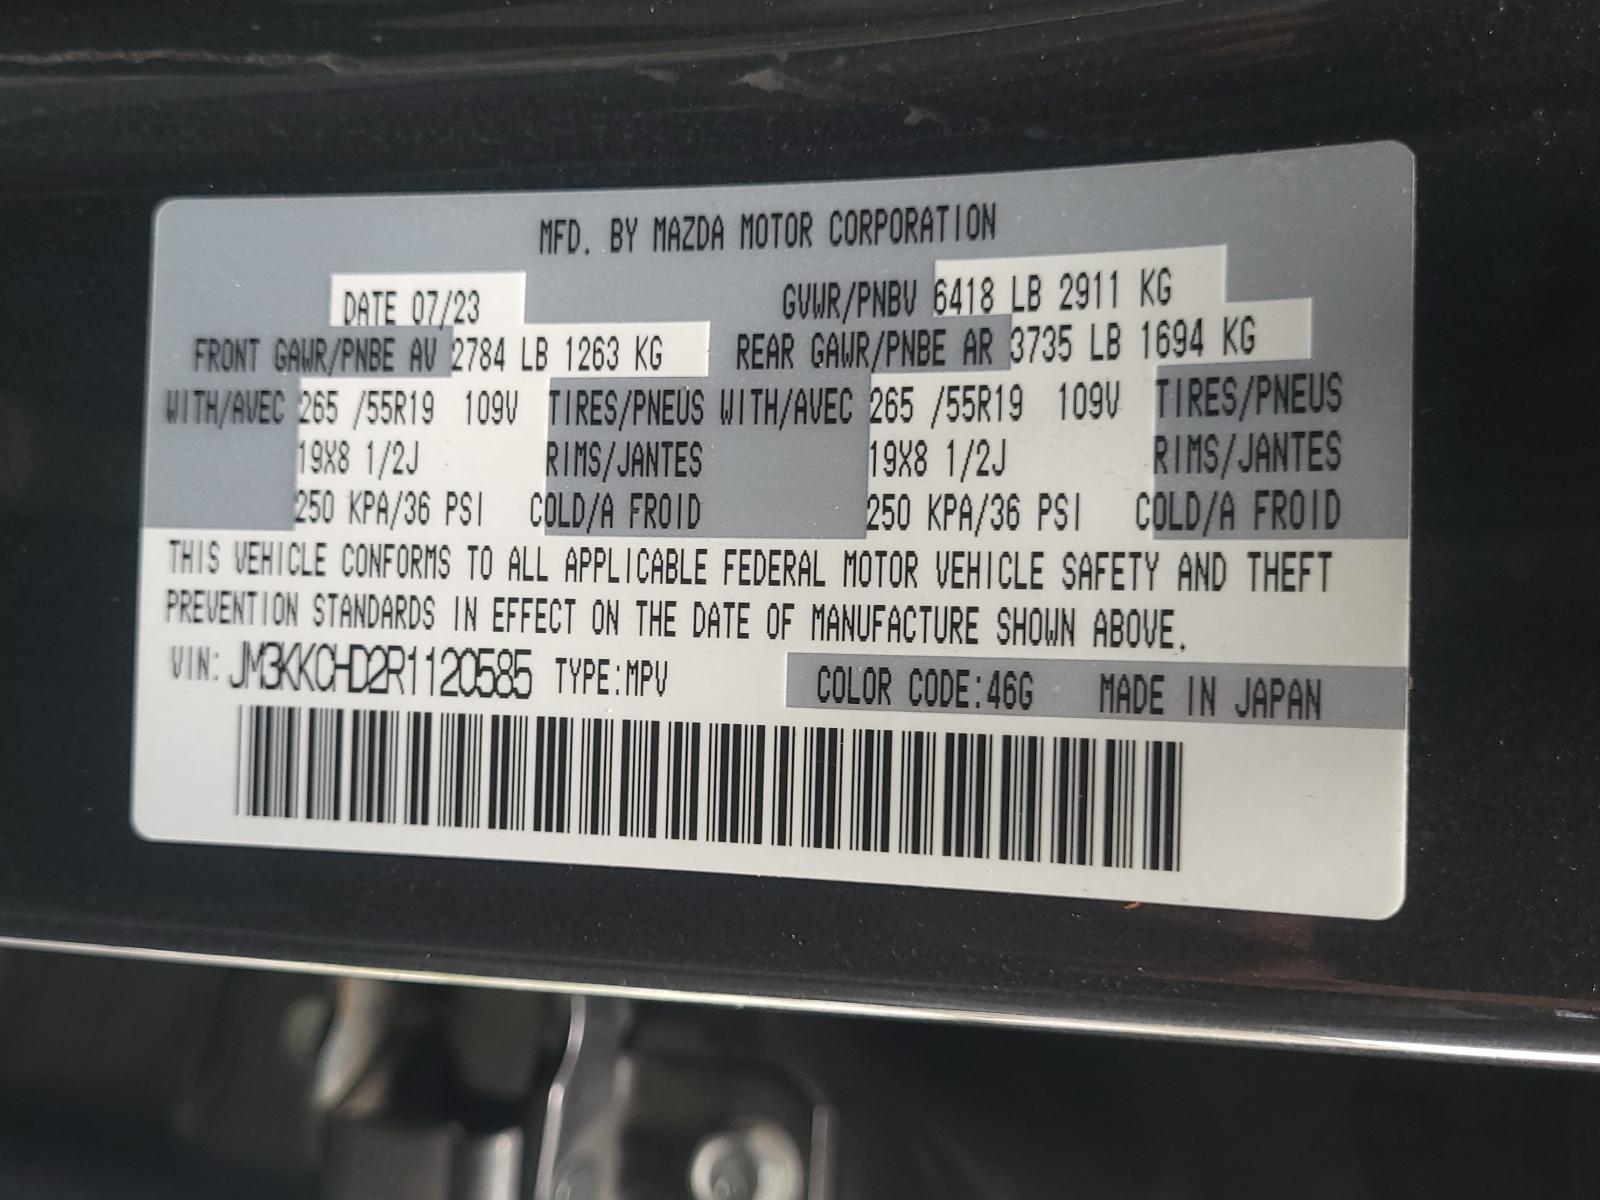 MFD. BY MAZDA MOTOR CORPORATION
DATE 07/23 GVWR/PNBV 6418 LB 2911 KG
FRONT GAWR/PNBE AV 2784 LB 1263 KG REAR GAWR/PNBE AR 3735 LB 1694 KG
WITH/AVEC 265 /55R19 109V TIRES/PNEUS WITH/AVEC 265 /55R19 109V TIRES/PNEUS
19X8 1/2J RIMS/JANTES 19X8 1/2J RIMS/JANTES
250 KPA/36 PSI COLD/A FROID 250 KPA/36 PSI COLD/A FROID
THIS VEHICLE CONFORMS TO ALL APPLICABLE FEDERAL MOTOR VEHICLE SAFETY AND THEFT
PREVENTION STANDARDS IN EFFECT ON THE DATE OF MANUFACTURE SHOWN ABOVE.
VIN: JM3KKCHD2R1120585 TYPE:MPV COLOR CODE:46G MADE IN JAPAN